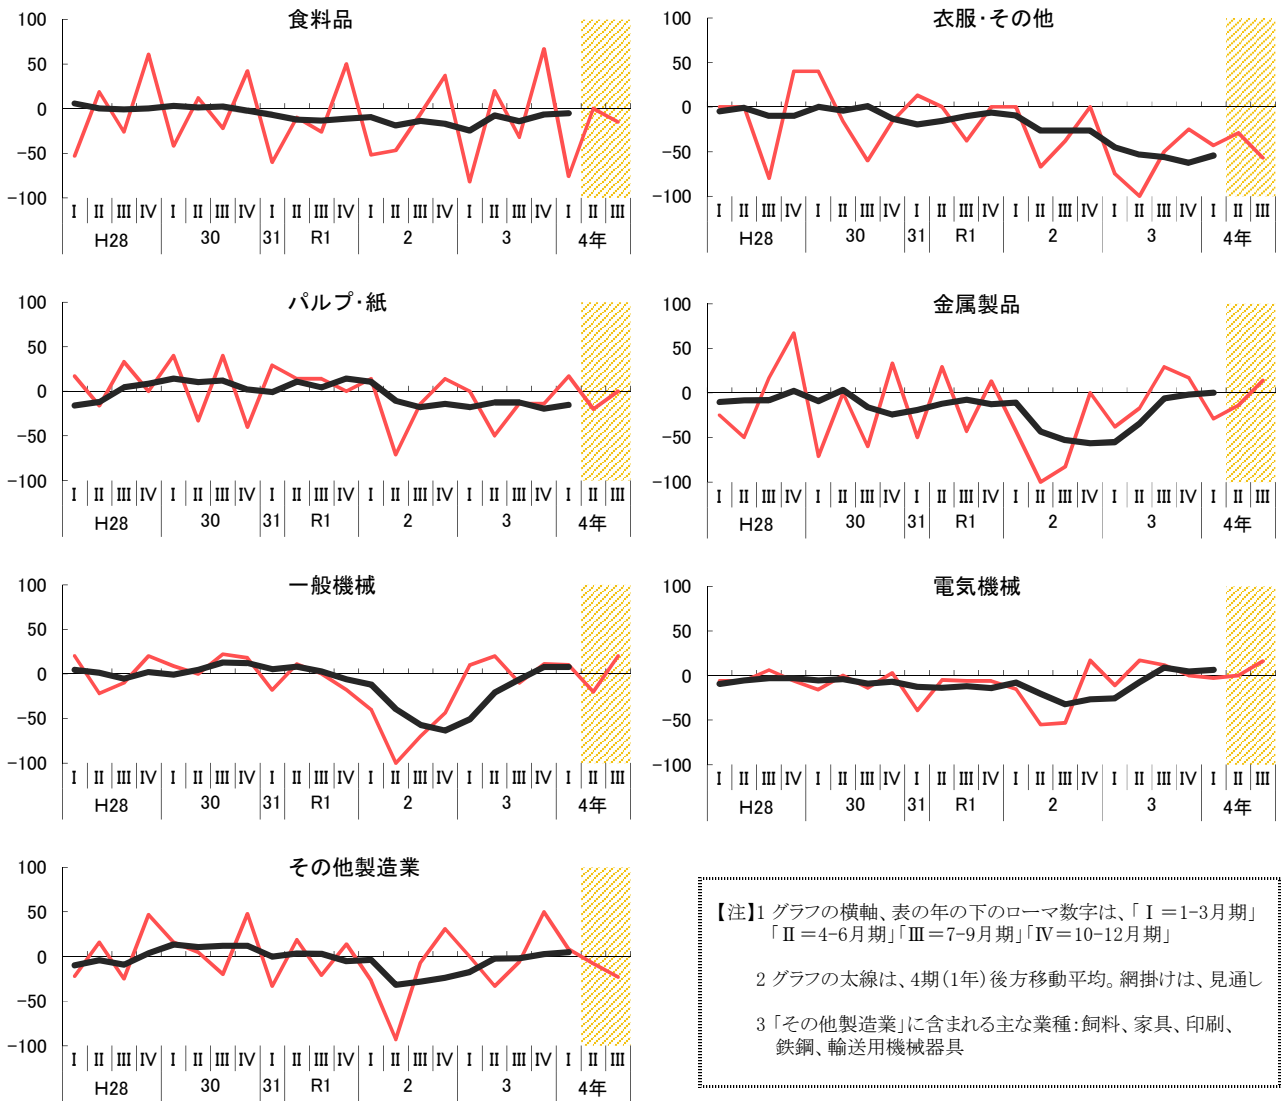 食料品
100
50
0
-50
-100
Ⅰ Ⅱ Ⅲ Ⅳ Ⅰ Ⅱ Ⅲ Ⅳ Ⅰ Ⅱ Ⅲ Ⅳ Ⅰ Ⅱ Ⅲ Ⅳ Ⅰ Ⅱ Ⅲ Ⅳ Ⅰ Ⅱ Ⅲ
H28 30 31 R1 2 3 4年
衣服・その他
100
50
0
-50
-100
Ⅰ Ⅱ Ⅲ Ⅳ Ⅰ Ⅱ Ⅲ Ⅳ Ⅰ Ⅱ Ⅲ Ⅳ Ⅰ Ⅱ Ⅲ Ⅳ Ⅰ Ⅱ Ⅲ Ⅳ Ⅰ Ⅱ Ⅲ
H28 30 31 R1 2 3 4年
パルプ・紙
100
50
0
-50
-100
Ⅰ Ⅱ Ⅲ Ⅳ Ⅰ Ⅱ Ⅲ Ⅳ Ⅰ Ⅱ Ⅲ Ⅳ Ⅰ Ⅱ Ⅲ Ⅳ Ⅰ Ⅱ Ⅲ Ⅳ Ⅰ Ⅱ Ⅲ
H28 30 31 R1 2 3 4年
金属製品
100
50
0
-50
-100
Ⅰ Ⅱ Ⅲ Ⅳ Ⅰ Ⅱ Ⅲ Ⅳ Ⅰ Ⅱ Ⅲ Ⅳ Ⅰ Ⅱ Ⅲ Ⅳ Ⅰ Ⅱ Ⅲ Ⅳ Ⅰ Ⅱ Ⅲ
H28 30 31 R1 2 3 4年
一般機械
100
50
0
-50
-100
Ⅰ Ⅱ Ⅲ Ⅳ Ⅰ Ⅱ Ⅲ Ⅳ Ⅰ Ⅱ Ⅲ Ⅳ Ⅰ Ⅱ Ⅲ Ⅳ Ⅰ Ⅱ Ⅲ Ⅳ Ⅰ Ⅱ Ⅲ
H28 30 31 R1 2 3 4年
電気機械
100
50
0
-50
-100
Ⅰ Ⅱ Ⅲ Ⅳ Ⅰ Ⅱ Ⅲ Ⅳ Ⅰ Ⅱ Ⅲ Ⅳ Ⅰ Ⅱ Ⅲ Ⅳ Ⅰ Ⅱ Ⅲ Ⅳ Ⅰ Ⅱ Ⅲ
H28 30 31 R1 2 3 4年
その他製造業
100
50
0
-50
-100
Ⅰ Ⅱ Ⅲ Ⅳ Ⅰ Ⅱ Ⅲ Ⅳ Ⅰ Ⅱ Ⅲ Ⅳ Ⅰ Ⅱ Ⅲ Ⅳ Ⅰ Ⅱ Ⅲ Ⅳ Ⅰ Ⅱ Ⅲ
H28 30 31 R1 2 3 4年
【注】1 グラフの横軸、表の年の下のローマ数字は、「Ⅰ=1-3月期」
「Ⅱ=4-6月期」「Ⅲ=7-9月期」「Ⅳ=10-12月期」
2 グラフの太線は、4期(1年)後方移動平均。網掛けは、見通し
3 「その他製造業」に含まれる主な業種:飼料、家具、印刷、
鉄鋼、輸送用機械器具